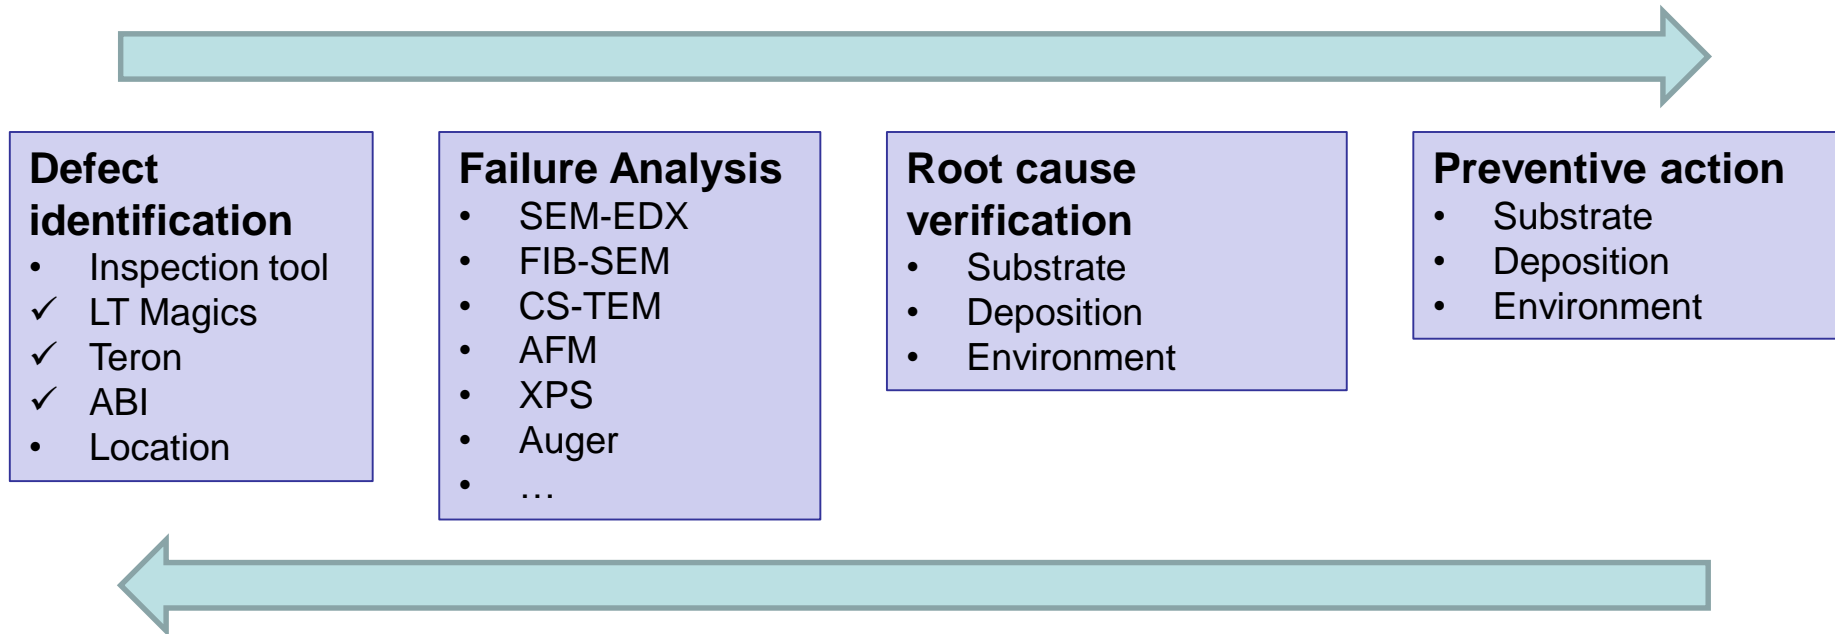 Defect
identification
• Inspection tool
✓ LT Magics
✓ Teron
✓ ABI
• Location
Failure Analysis
• SEM-EDX
• FIB-SEM
• CS-TEM
• AFM
• XPS
• Auger
• …
Root cause
verification
• Substrate
• Deposition
• Environment
Preventive action
• Substrate
• Deposition
• Environment